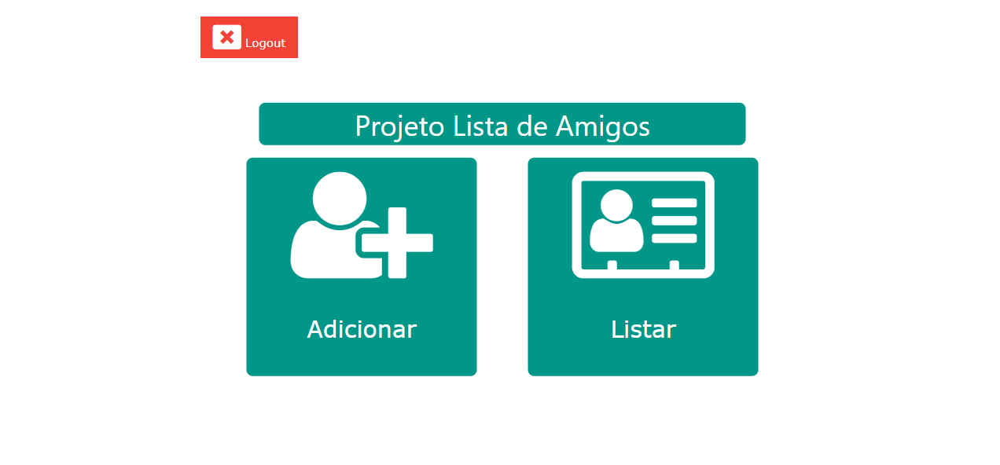 Logout
Projeto Lista de Amigos
Adicionar
Listar